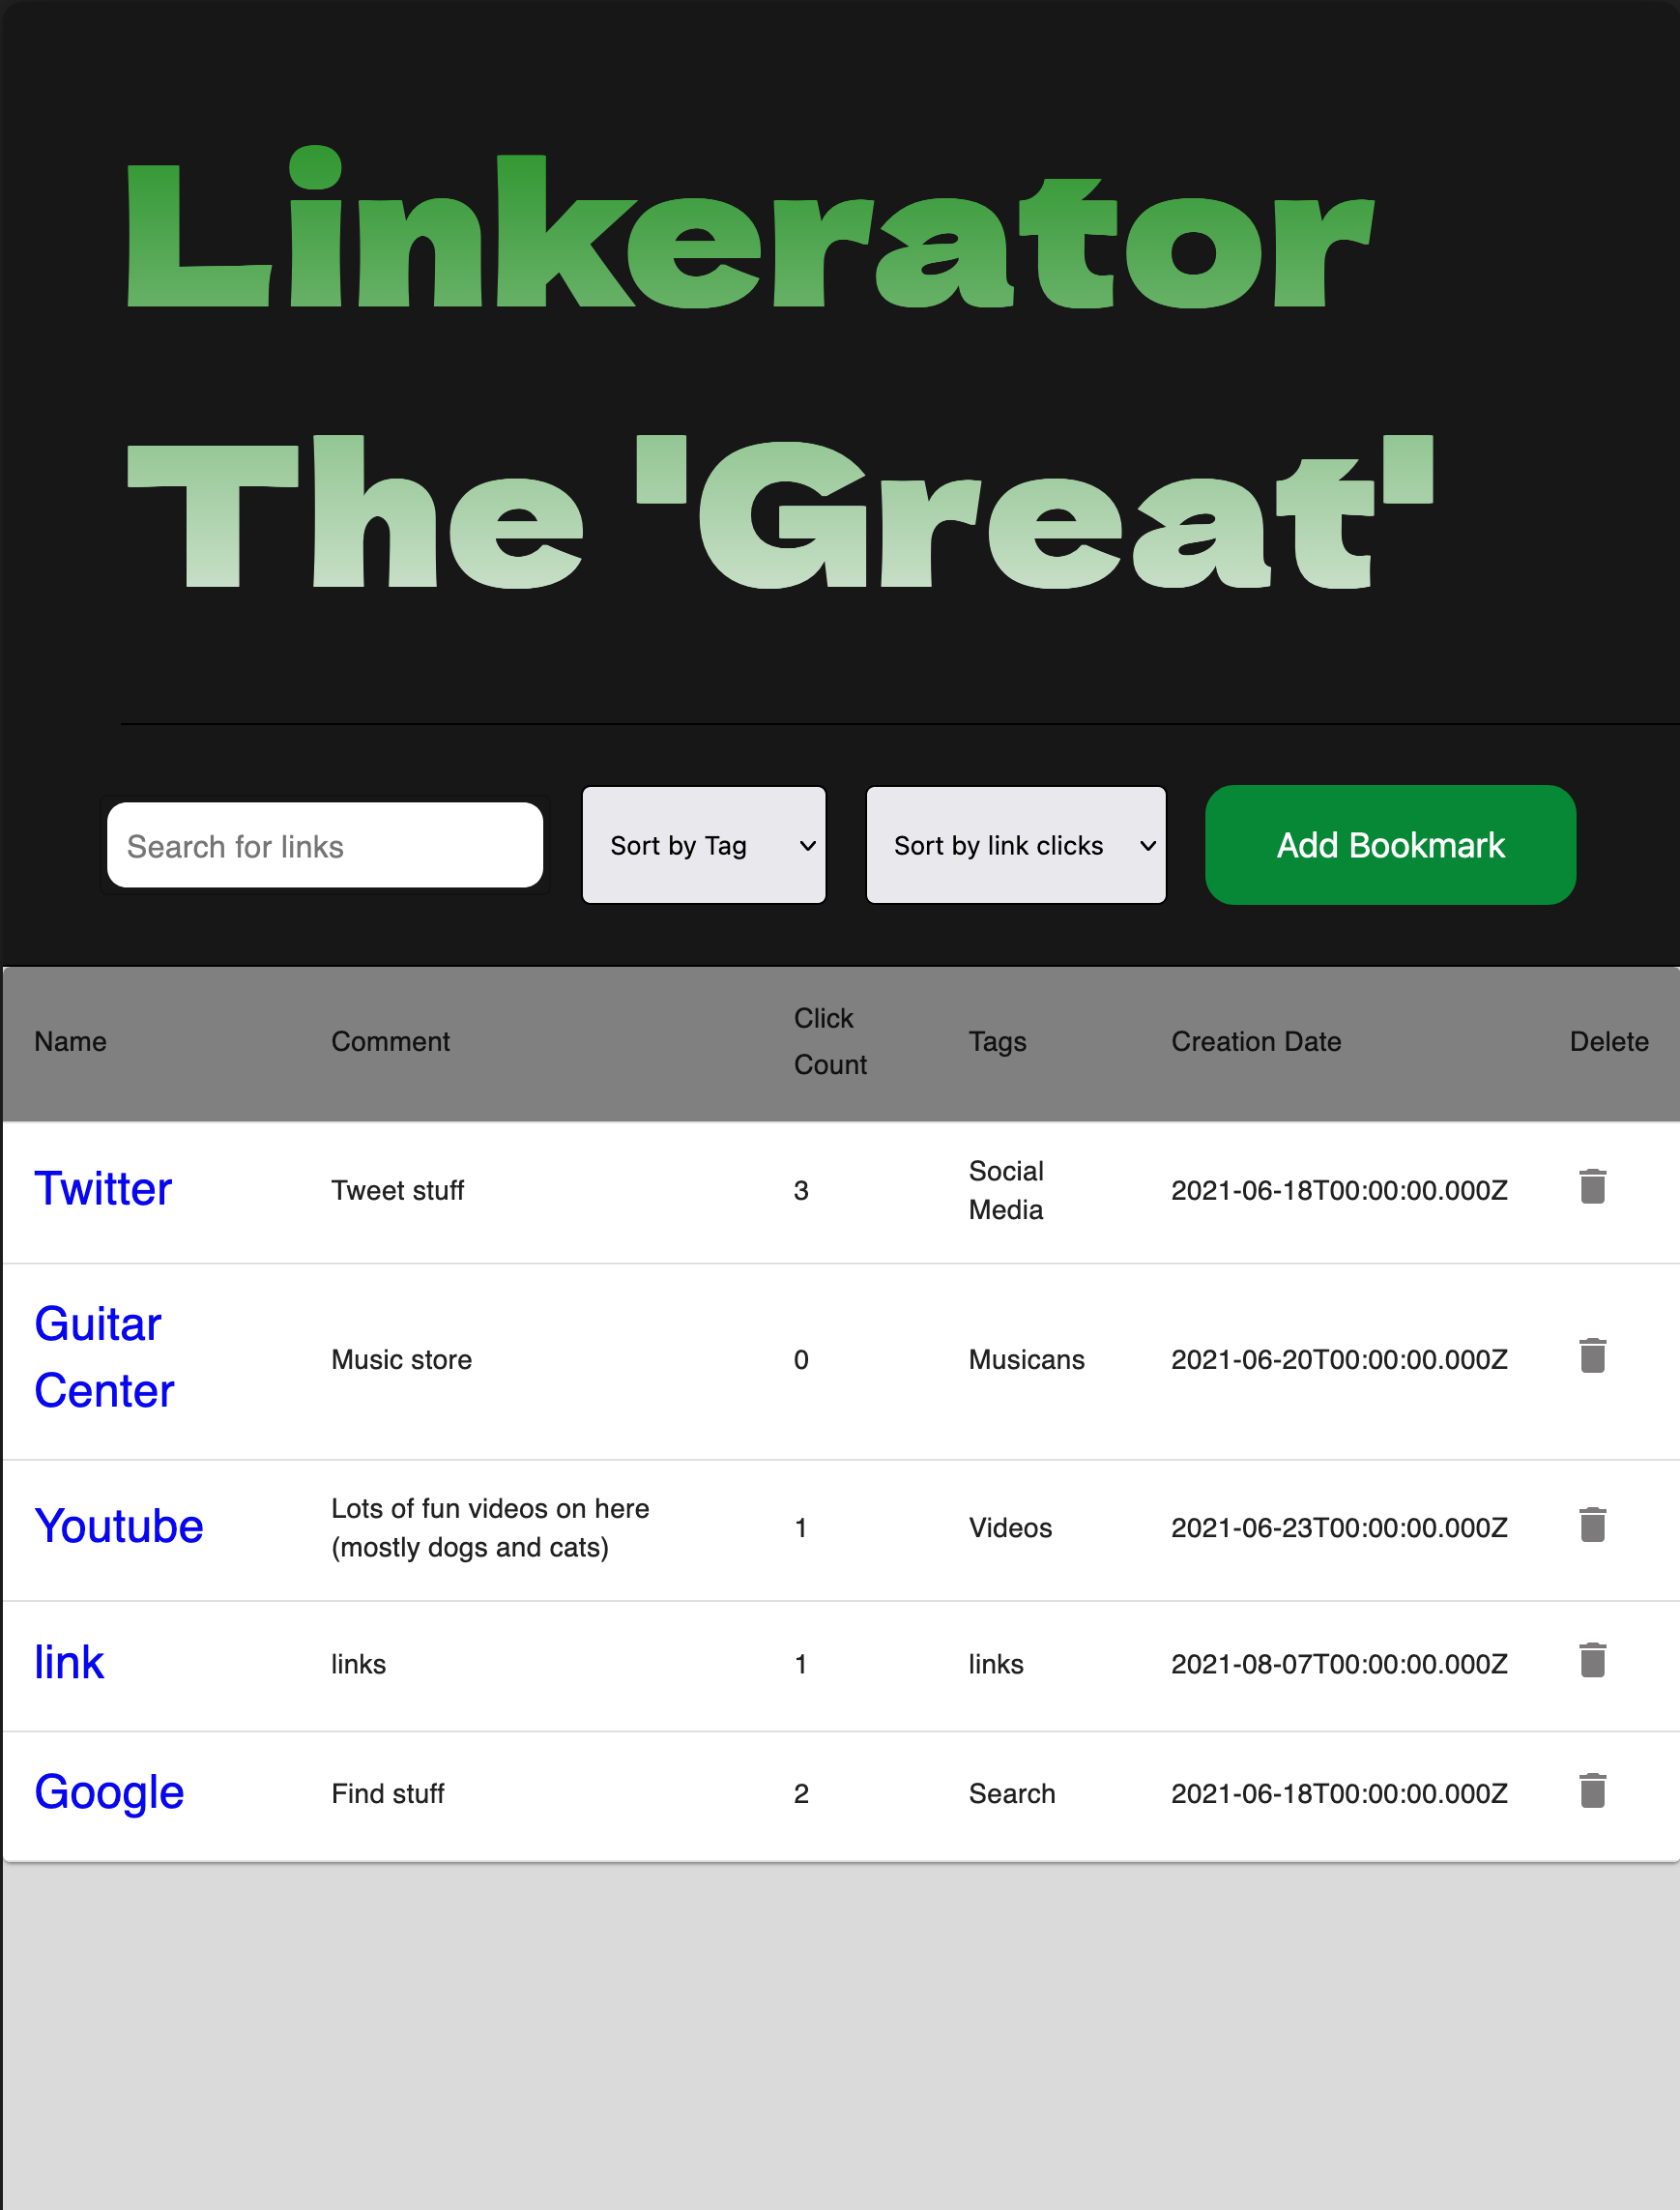 Linkerator
The 'Great'
Search for links
Sort by Tag
Sort by link clicks
Add Bookmark
Name
Comment
Click
Count
Tags
Creation Date
Delete
Twitter
Tweet stuff
3
Social
Media
2021-06-18T00:00:00.000Z
Guitar
Center
Music store
0
Musicans
2021-06-20T00:00:00.000Z
Youtube
Lots of fun videos on here
(mostly dogs and cats)
1
Videos
2021-06-23T00:00:00.000Z
link
links
1
links
2021-08-07T00:00:00.000Z
Google
Find stuff
2
Search
2021-06-18T00:00:00.000Z